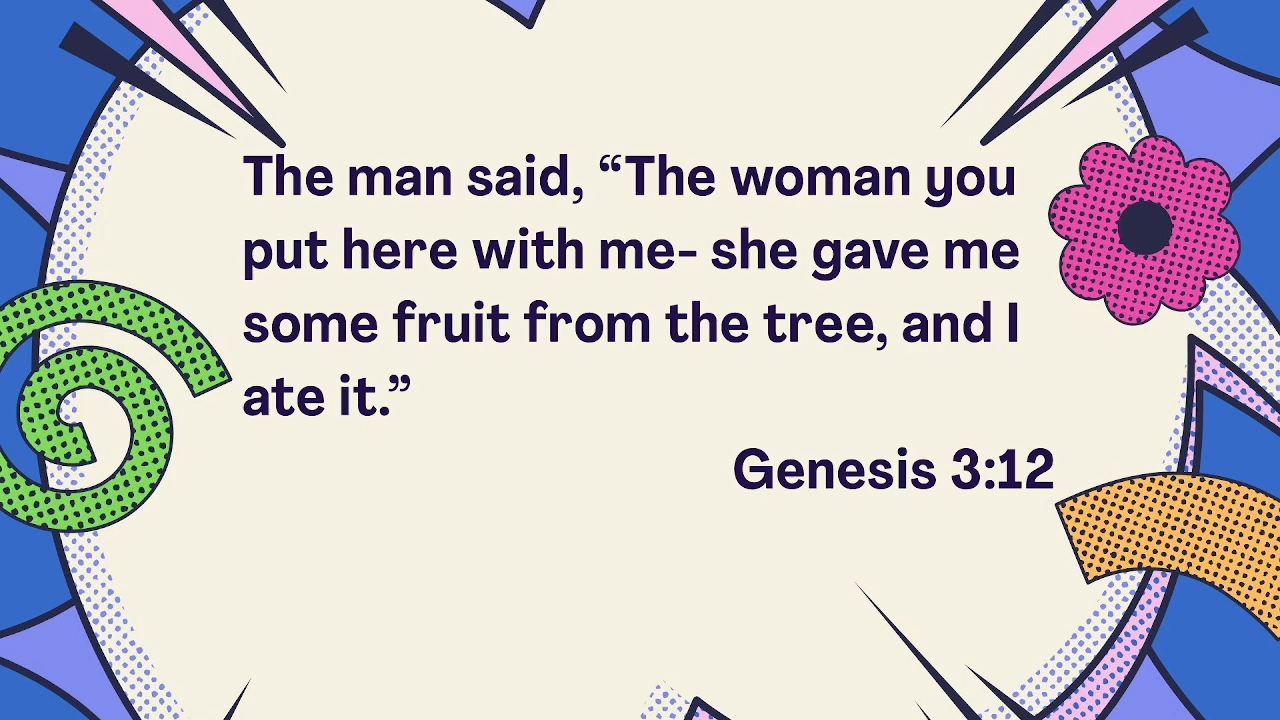 The man said, “The woman you
put here with me- she gave me
some fruit from the tree, and I
ate it.”
Genesis 3:12